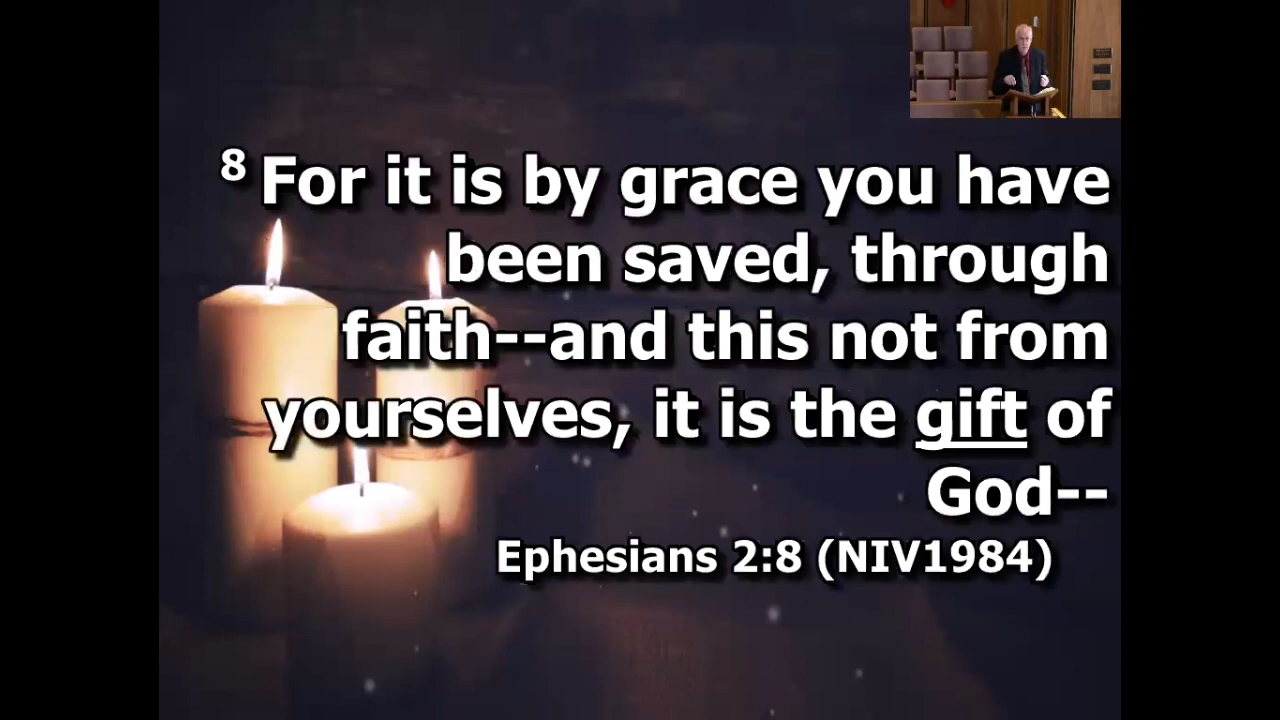 8 For it is by grace you have
been saved, through
faith--and this not from
yourselves, it is the gift of
God--
Ephesians 2:8 (NIV1984)